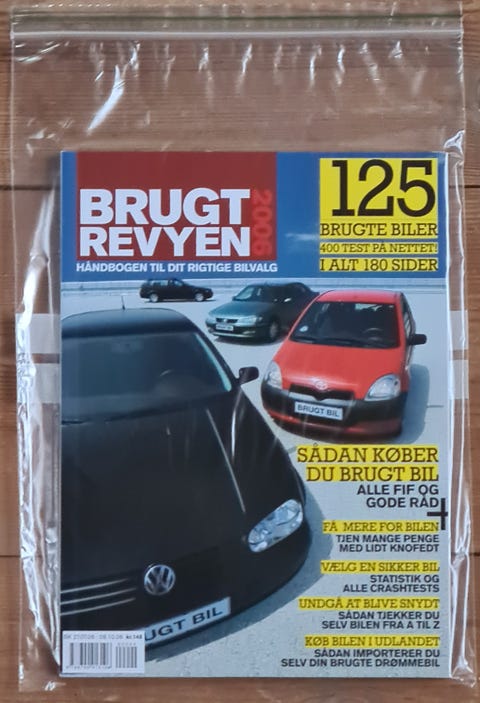 BRUGT
REVYEN
2006
HÅNDBOGEN TIL DIT RIGTIGE BILVALG
125
BRUGTE BILER
400 TEST PÅ NETTET!
I ALT 180 SIDER
BRUGT BIL
SÅDAN KØBER
DU BRUGT BIL
ALLE FIF OG
GODE RÅD
+
FÅ MERE FOR BILEN
TJEN MANGE PENGE
MED LIDT KNOFEDT
VÆLG EN SIKKER BIL
STATISTIK OG
ALLE CRASHTESTS
UNDGÅ AT BLIVE SNYDT
SÅDAN TJEKKER DU
SELV BILEN FRA A TIL Z
KØB BILEN I UDLANDET
SÅDAN IMPORTERER DU
SELV DIN BRUGTE DRØMMEBIL
UGT BIL